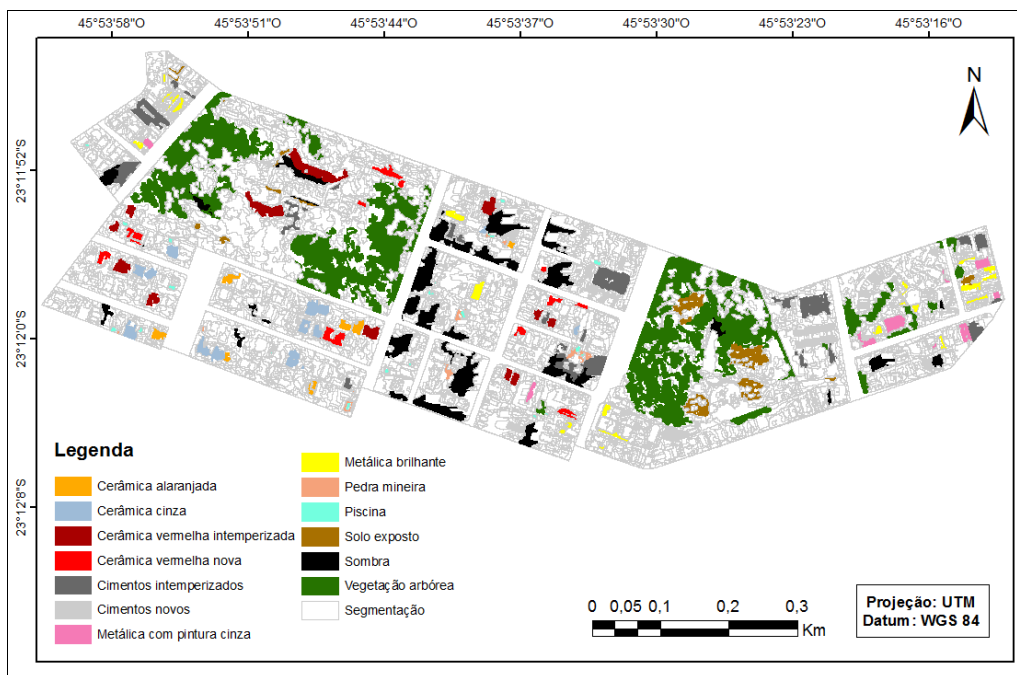 45°53'58"O 45°53'51"O 45°53'44"O 45°53'37"O 45°53'30"O 45°53'23"O 45°53'16"O
N
23°11'52"S
23°12'0"S
23°12'8"S
Legenda
Cerâmica alaranjada
Cerâmica cinza
Cerâmica vermelha intemperizada
Cerâmica vermelha nova
Cimentos intemperizados
Cimentos novos
Metálica com pintura cinza
Metálica brilhante
Pedra mineira
Piscina
Solo exposto
Sombra
Vegetação arbórea
Segmentação
0 0,05 0,1 0,2 0,3
Km
Projeção: UTM
Datum: WGS 84